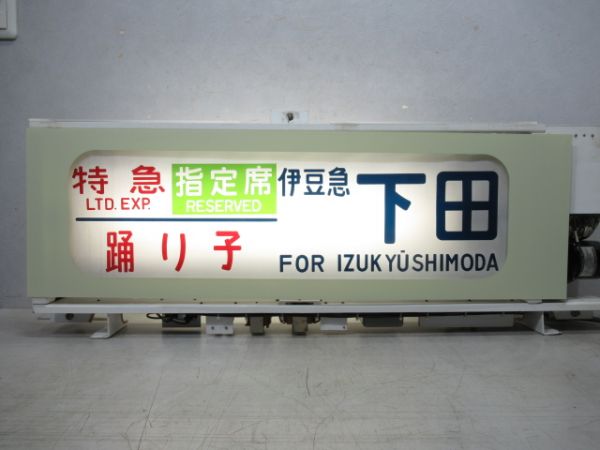 特急
LTD. EXP.
踊り子
指定席
RESERVED
伊豆急下田
FOR IZUKYŪSHIMODA